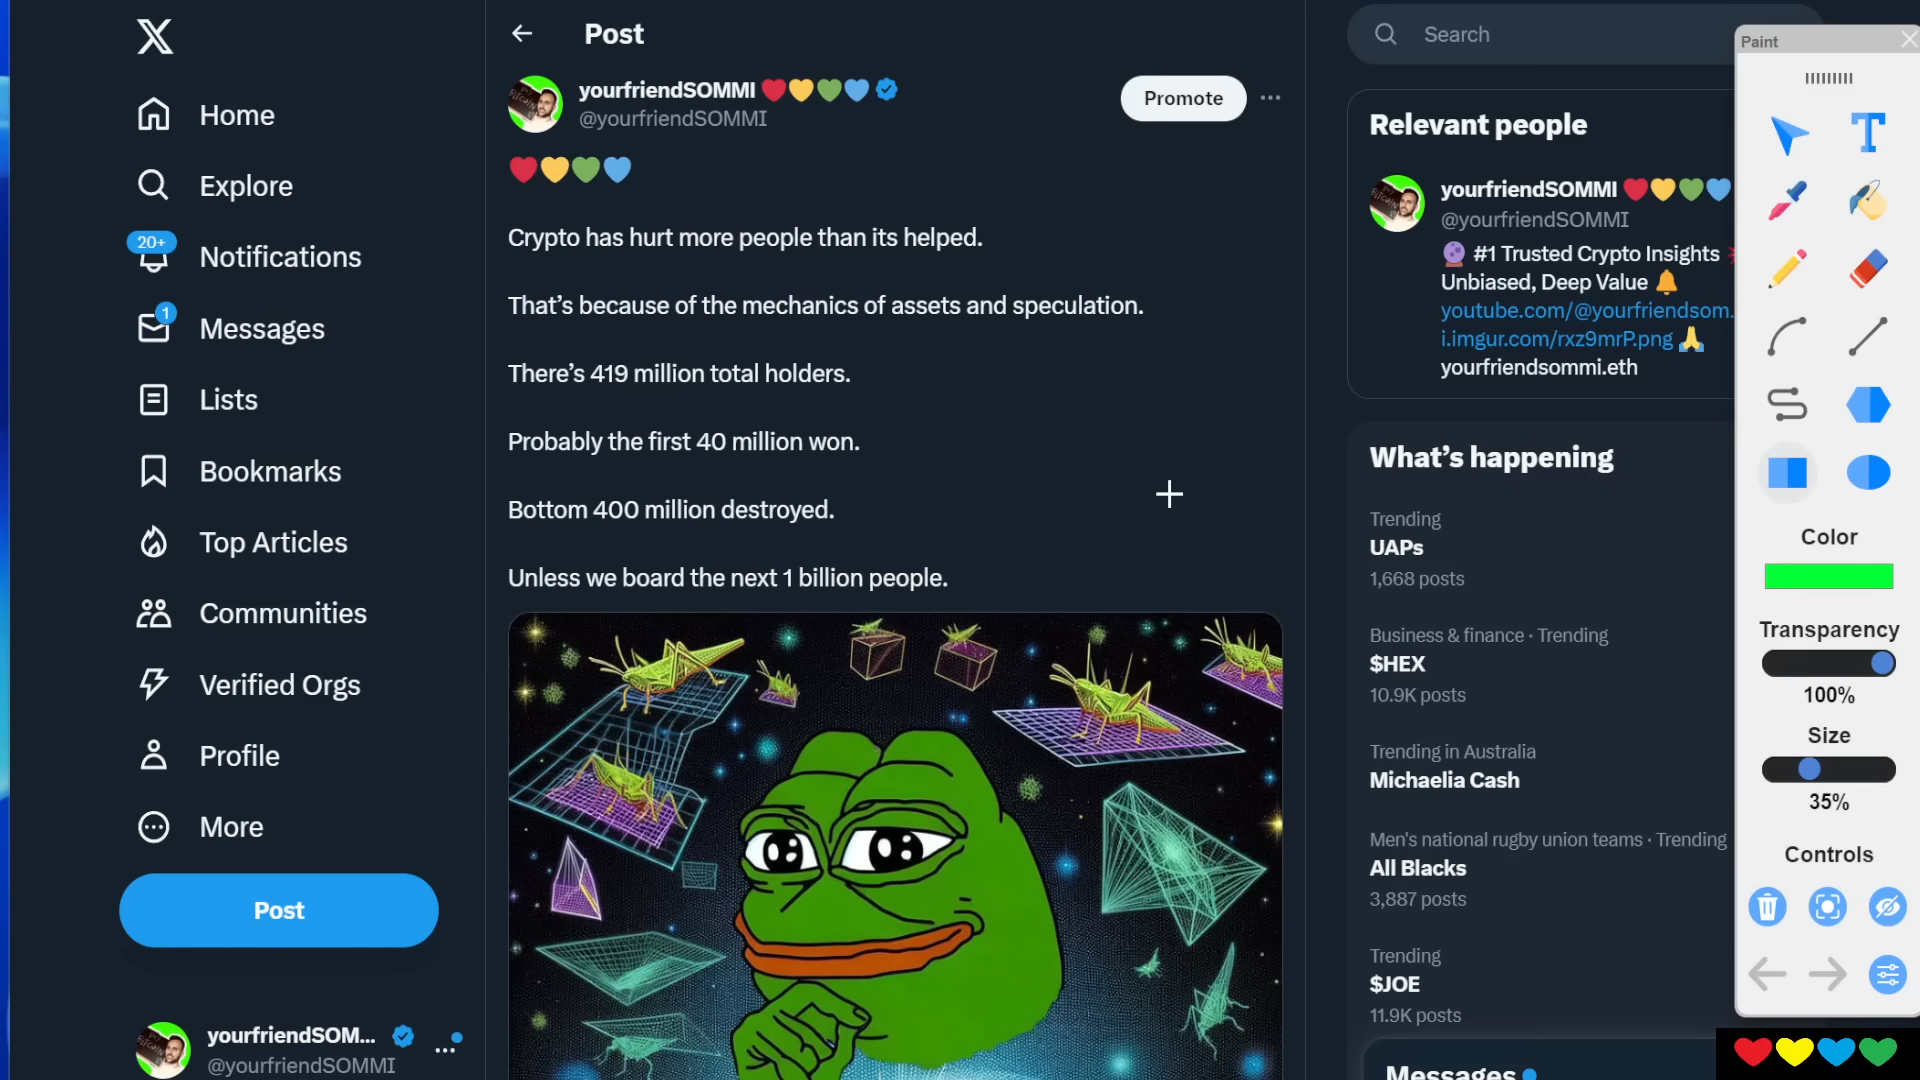 Home
Explore
20+
Notifications
1
Messages
Lists
Bookmarks
Top Articles
Communities
Verified Orgs
Profile
More
Post
yourfriendSOM...
@yourfriendSOMMI
Post
yourfriendSOMMI
@yourfriendSOMMI
Promote
Crypto has hurt more people than its helped.
That’s because of the mechanics of assets and speculation.
There’s 419 million total holders.
Probably the first 40 million won.
Bottom 400 million destroyed.
Unless we board the next 1 billion people.
Search
Relevant people
yourfriendSOMMI
@yourfriendSOMMI
#1 Trusted Crypto Insights
Unbiased, Deep Value
youtube.com/@yourfriendsom.
i.imgur.com/rxz9mrP.png
yourfriendsommi.eth
What’s happening
Trending
UAPs
1,668 posts
Business & finance · Trending
$HEX
10.9K posts
Trending in Australia
Michaelia Cash
Men's national rugby union teams · Trending
All Blacks
3,887 posts
Trending
$JOE
11.9K posts
Messages
Paint
T
Color
Transparency
100%
Size
35%
Controls